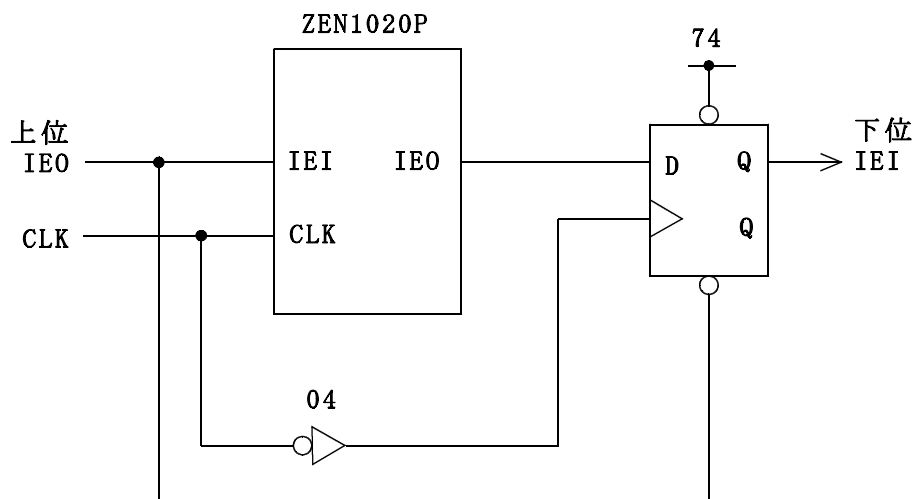 ZEN1020P
74
上位
IEO
CLK
IEI
IEO
CLK
D
Q
Q
下位
IEI
04